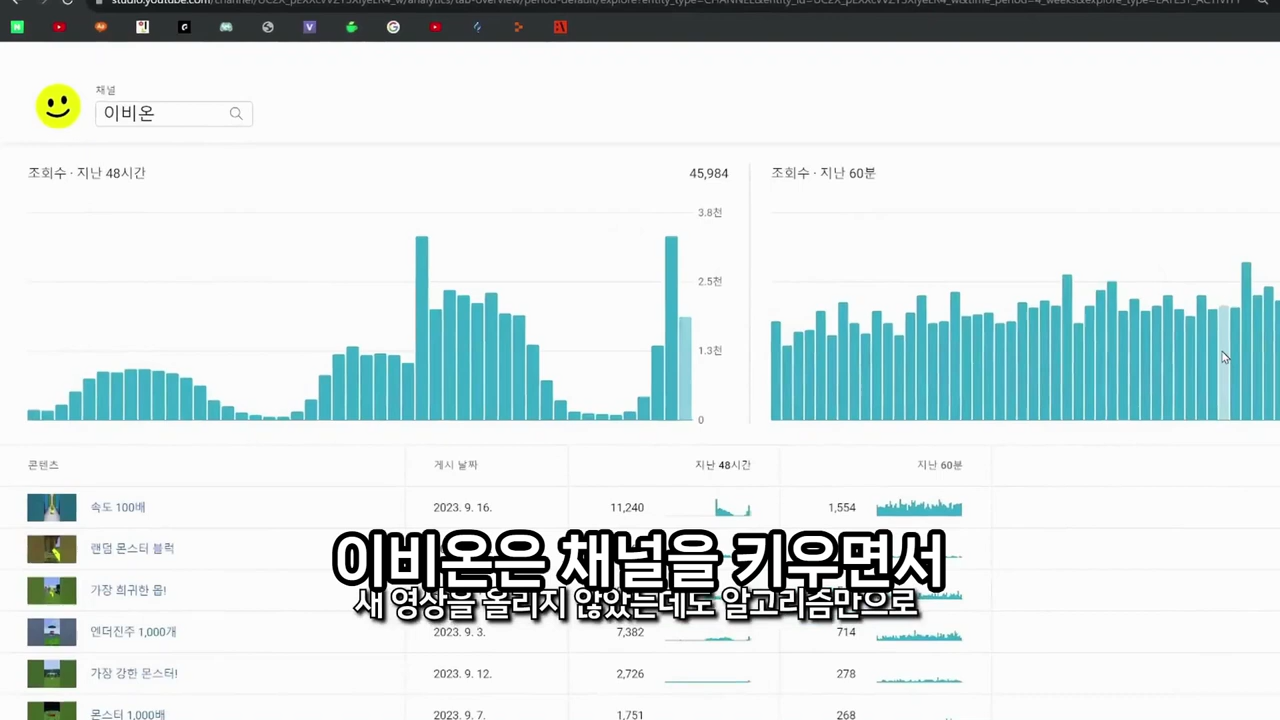 채널
이비온
조회수 · 지난 48시간
45,984
조회수 · 지난 60분
3.8천
2.5천
1.3천
0
콘텐츠 게시 날짜 지난 48시간 지난 60분
속도 100배 2023. 9. 16. 11,240 1,554
랜덤 몬스터 블럭
가장 희귀한 몹!
이비온은 채널을 키우면서
새 영상을 올리지 않았는데도 알고리즘만으로
엔더진주 1,000개 2023. 9. 3. 7,382 714
가장 강한 몬스터! 2023. 9. 12. 2,726 278
몬스터 1,000배 2023. 9. 7. 1,751 268